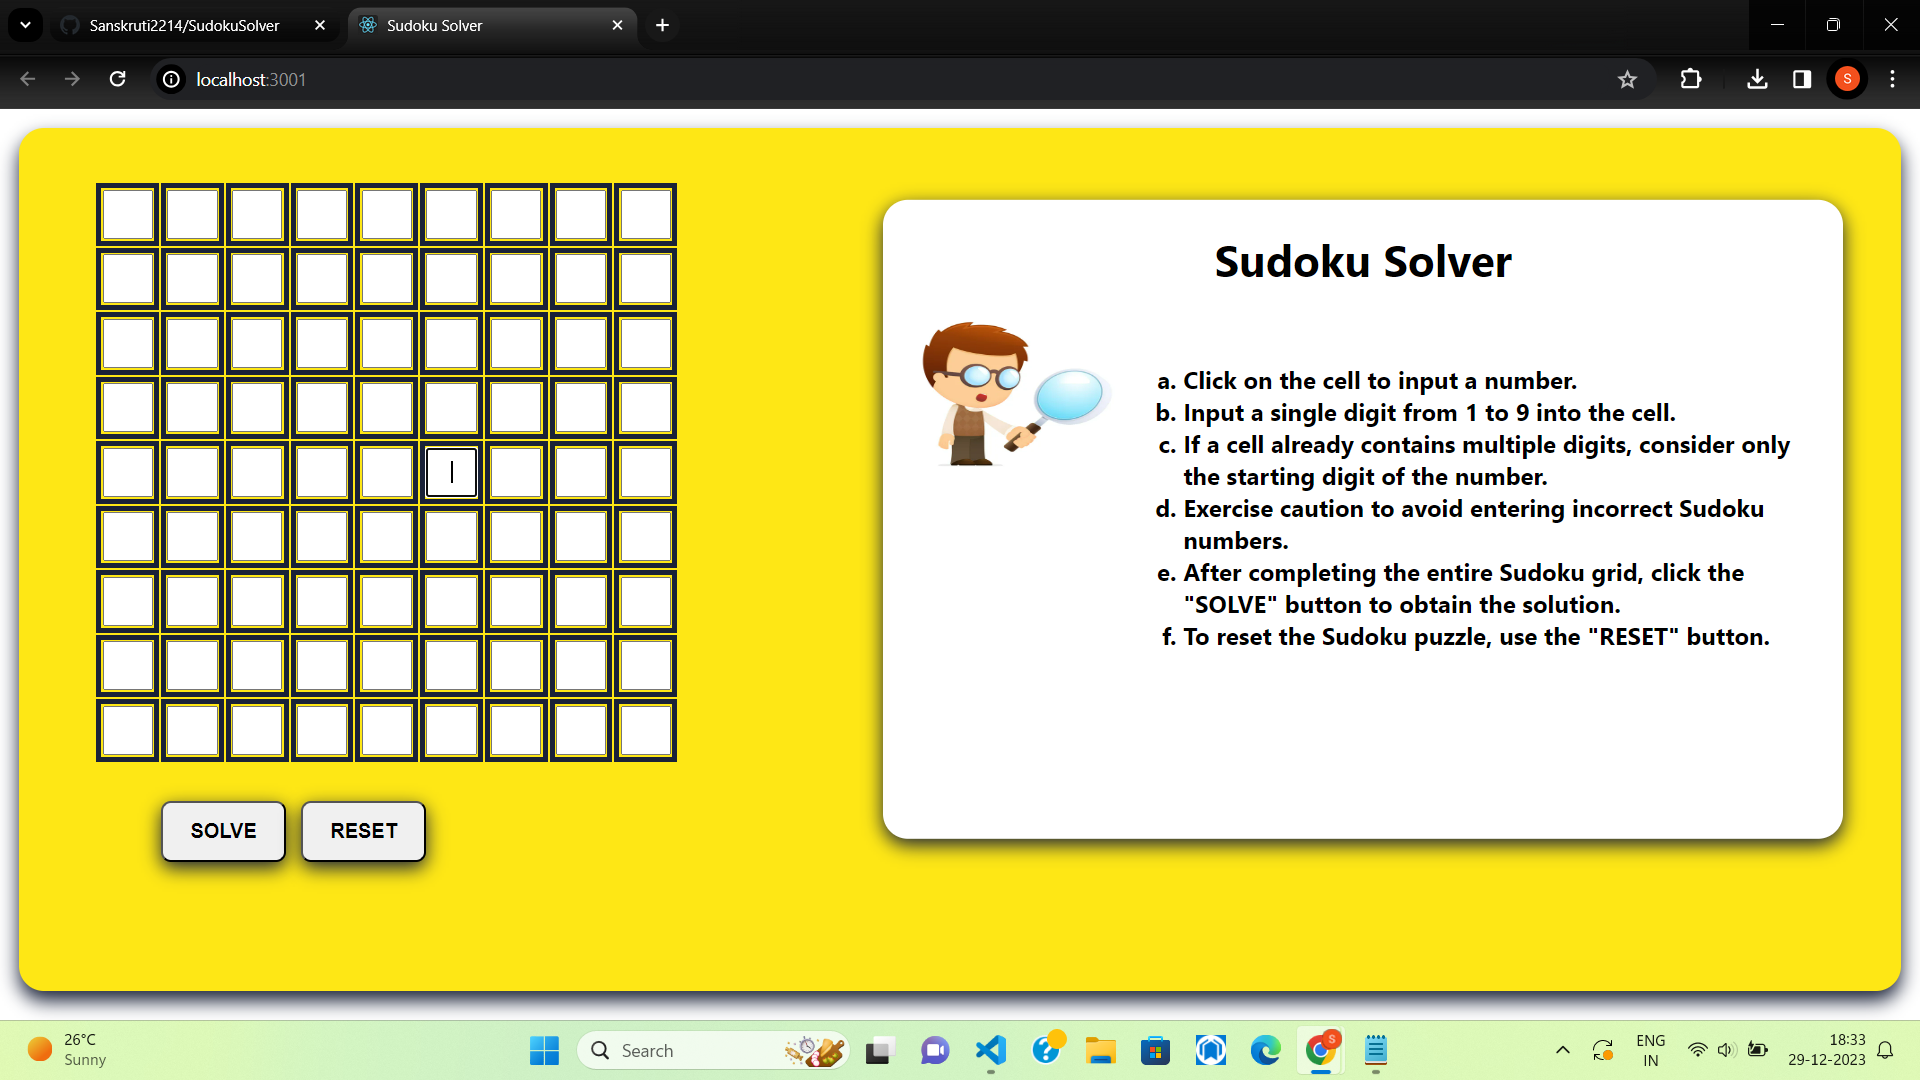 Sanskruti2214/SudokuSolver
Sudoku Solver
localhost:3001
S
Sudoku Solver
a. Click on the cell to input a number.
b. Input a single digit from 1 to 9 into the cell.
c. If a cell already contains multiple digits, consider only
the starting digit of the number.
d. Exercise caution to avoid entering incorrect Sudoku
numbers.
e. After completing the entire Sudoku grid, click the
"SOLVE" button to obtain the solution.
f. To reset the Sudoku puzzle, use the "RESET" button.
SOLVE RESET
26°C
Sunny
Search
S
ENG
IN
18:33
29-12-2023